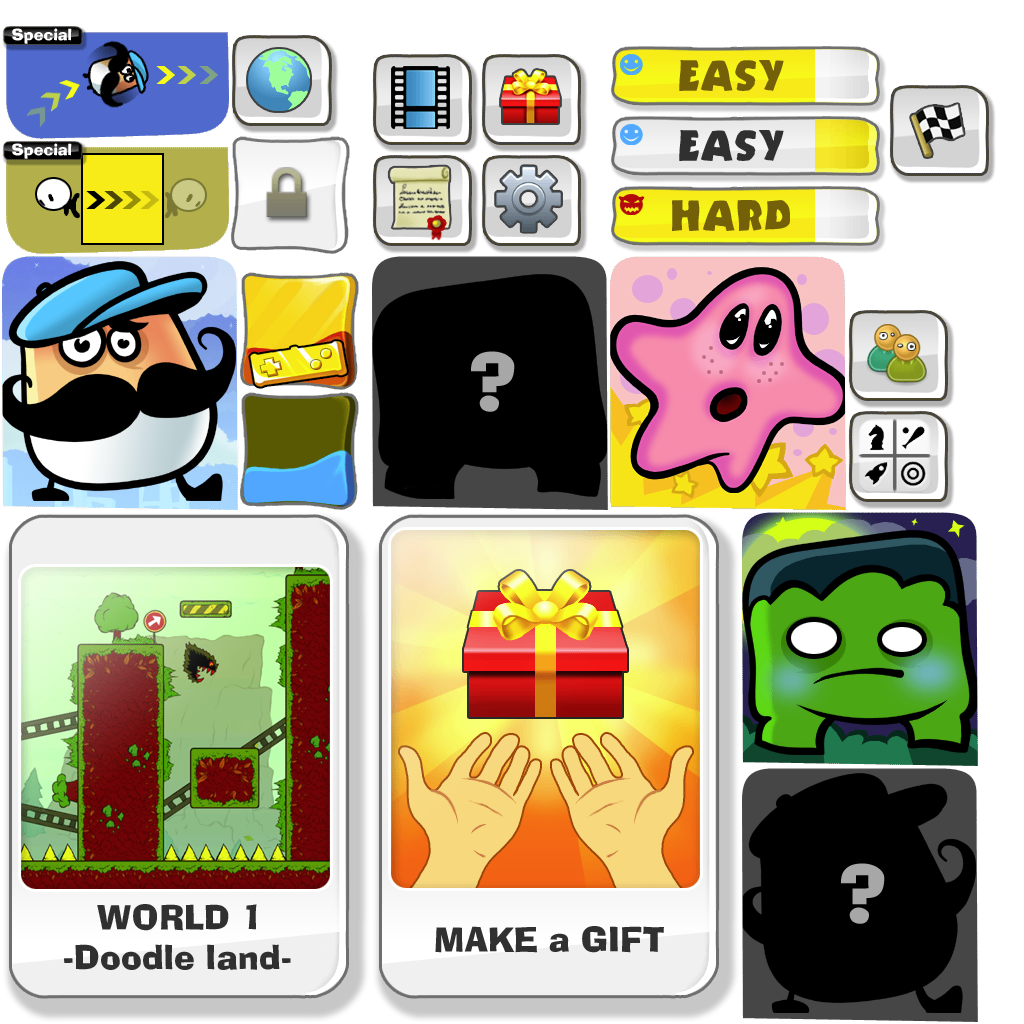 Special
EASY
Special
EASY
HARD
?
?
WORLD 1
-Doodle land-
MAKE a GIFT